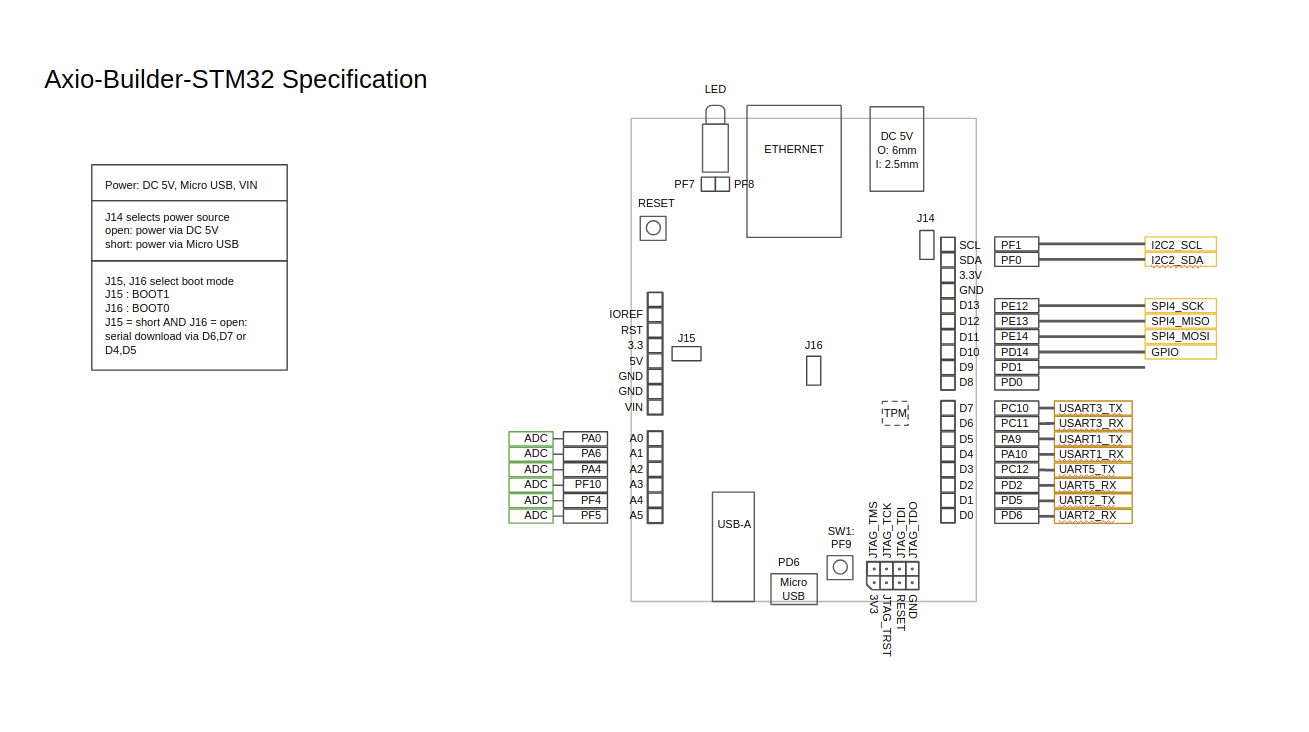 Axio-Builder-STM32 Specification
Power: DC 5V, Micro USB, VIN
J14 selects power source
open: power via DC 5V
short: power via Micro USB
J15, J16 select boot mode
J15 : BOOT1
J16 : BOOT0
J15 = short AND J16 = open:
serial download via D6,D7 or
D4,D5
LED
ETHERNET
DC 5V
O: 6mm
I: 2.5mm
PF7 PF8
RESET
J14
SCL PF1 I2C2_SCL
SDA PF0 I2C2_SDA
3.3V
GND
D13 PE12 SPI4_SCK
D12 PE13 SPI4_MISO
D11 PE14 SPI4_MOSI
D10 PD14 GPIO
D9 PD1
D8 PD0
IOREF
RST
3.3
5V
GND
GND
VIN
J15
J16
TPM
D7 PC10 USART3_TX
D6 PC11 USART3_RX
D5 PA9 USART1_TX
D4 PA10 USART1_RX
D3 PC12 UART5_TX
D2 PD2 UART5_RX
D1 PD5 UART2_TX
D0 PD6 UART2_RX
ADC PA0 A0
ADC PA6 A1
ADC PA4 A2
ADC PF10 A3
ADC PF4 A4
ADC PF5 A5
USB-A
PD6
Micro
USB
SW1:
PF9
JTAG_TMS
JTAG_TCK
JTAG_TDI
JTAG_TDO
3V3
JTAG_TRST
RESET
GND